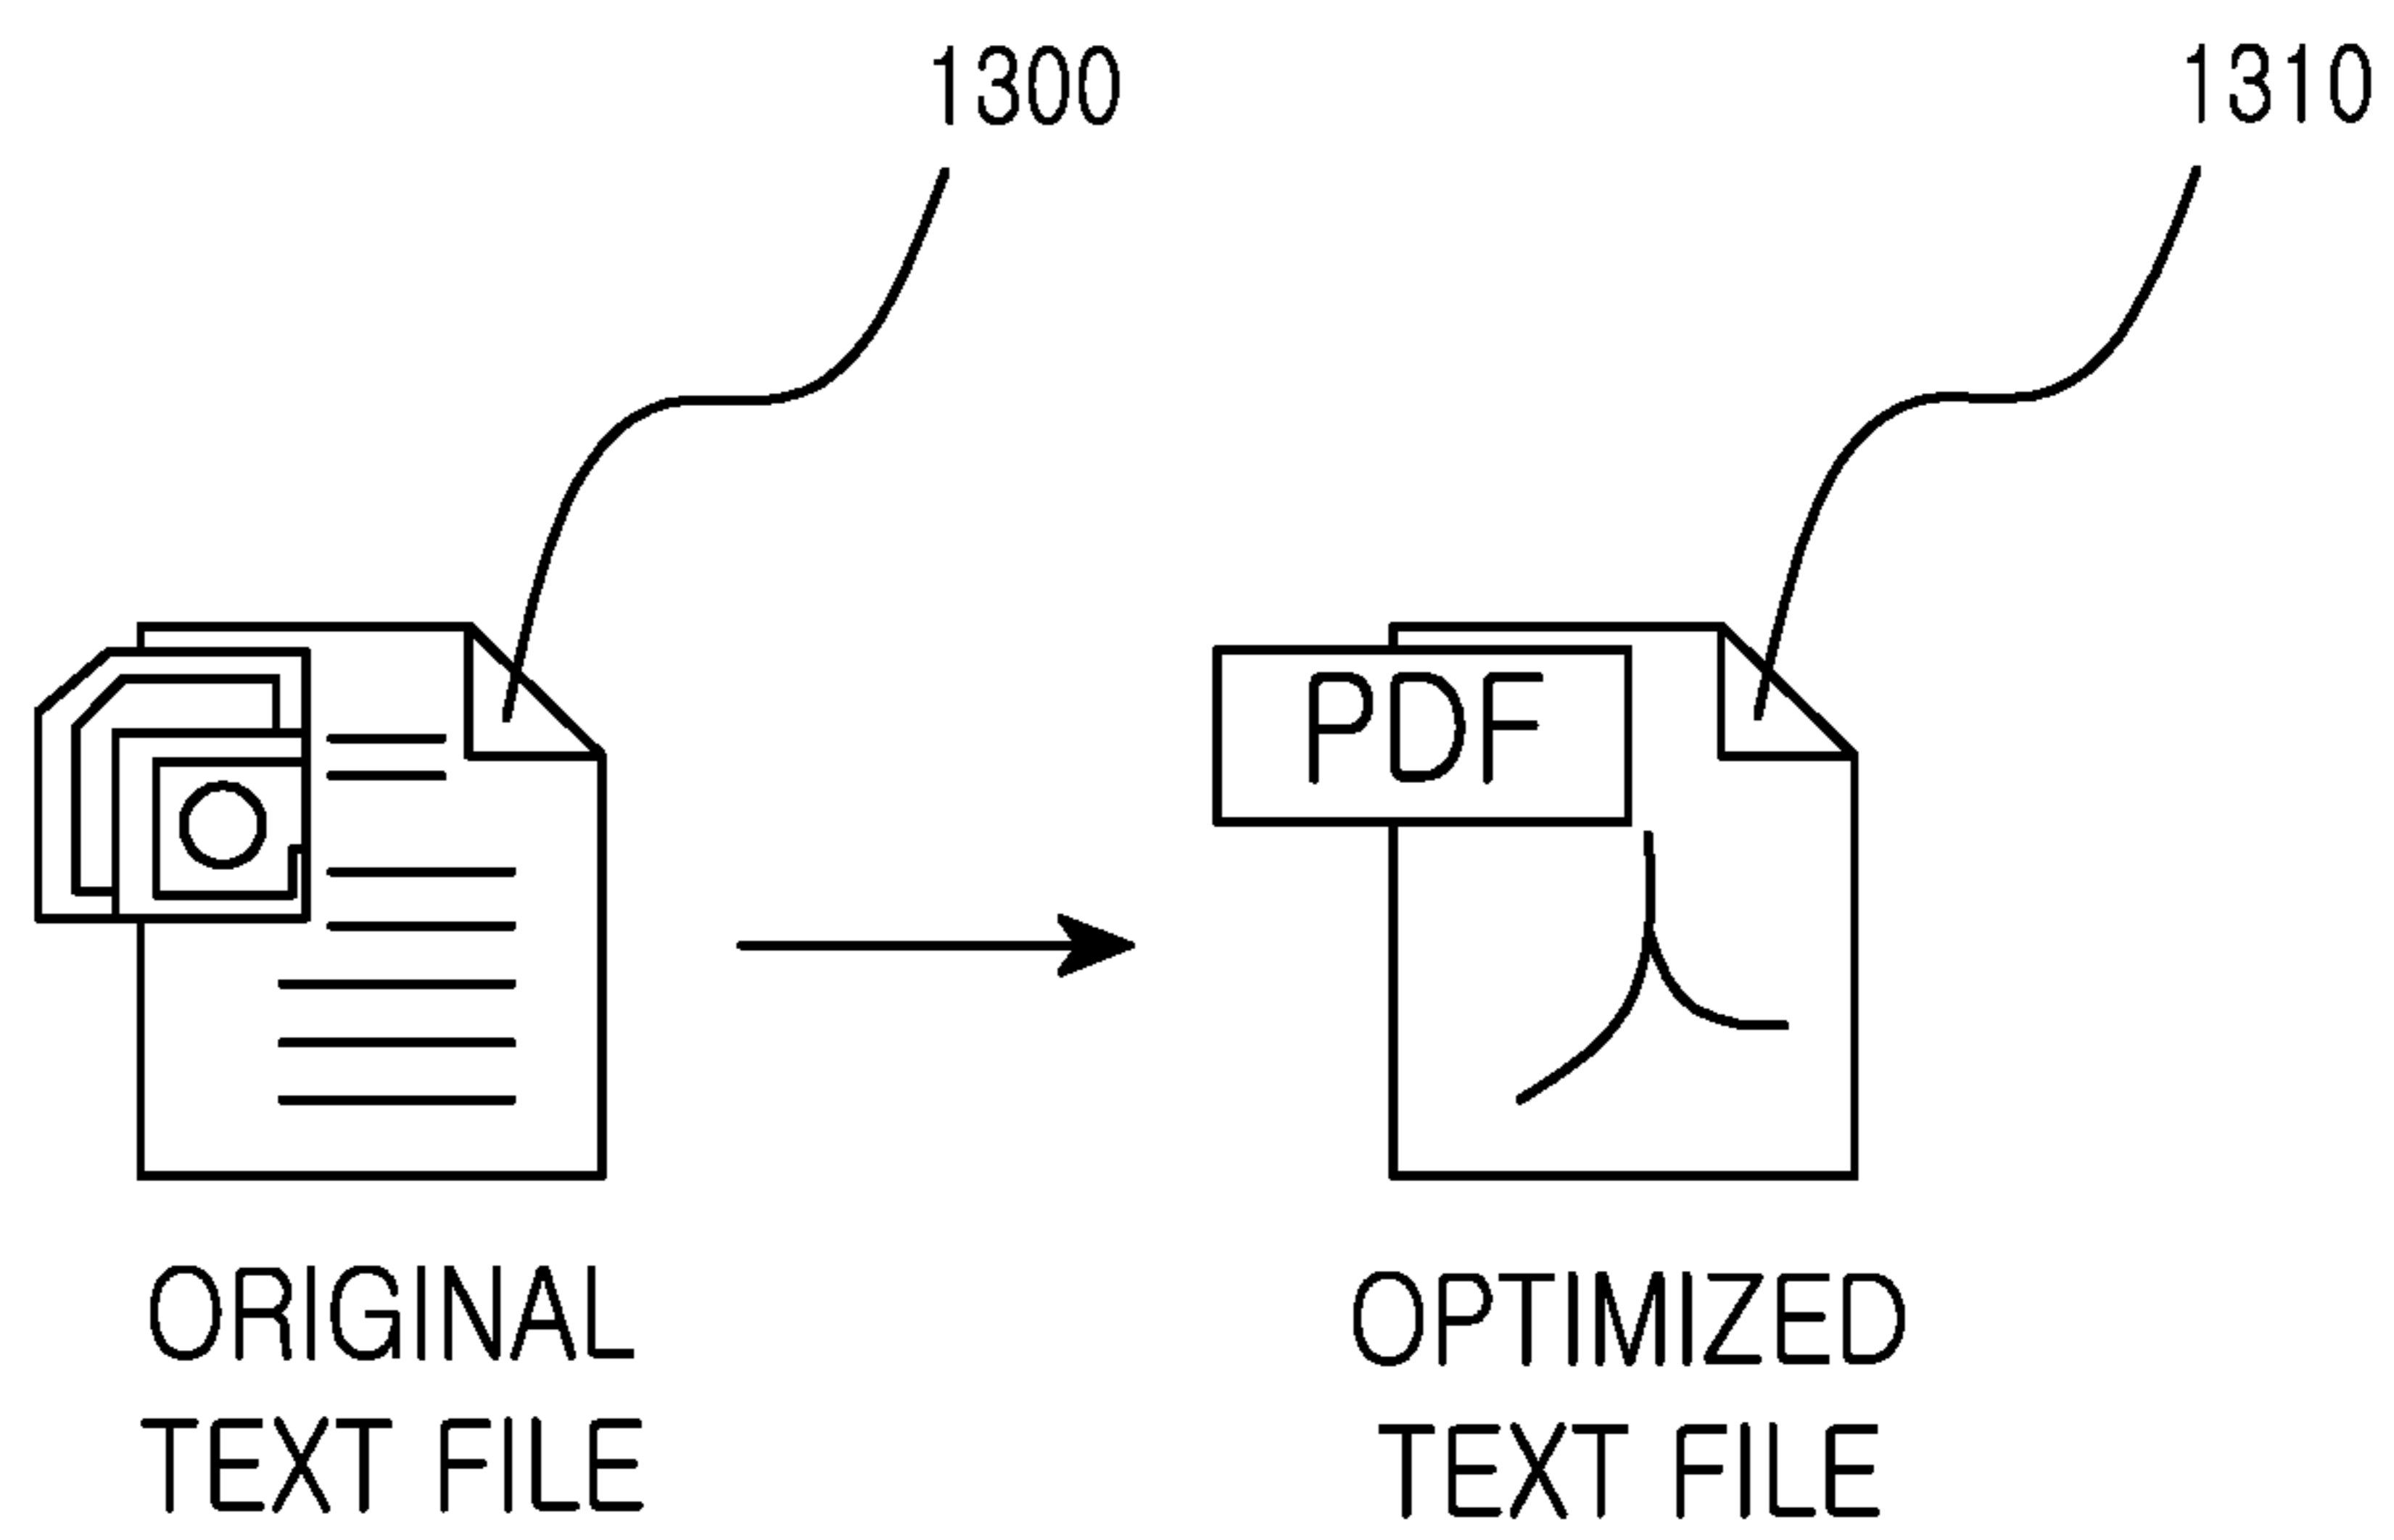 1300
1310
PDF
ORIGINAL
TEXT FILE
OPTIMIZED
TEXT FILE